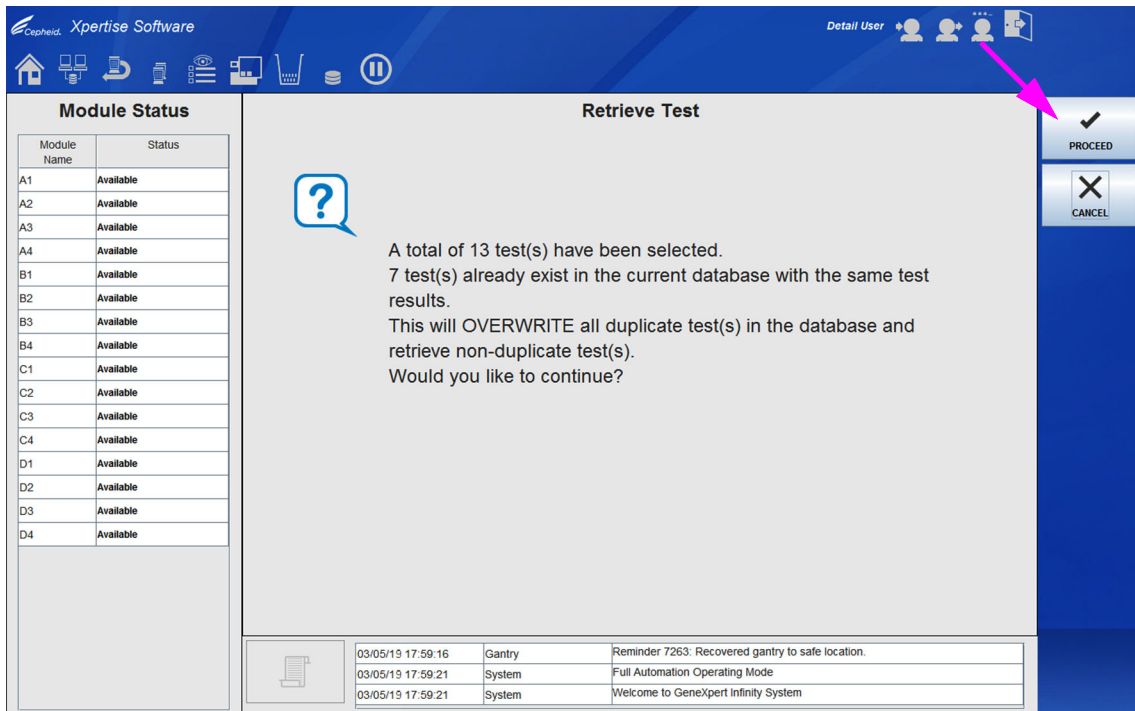 Cepheid. Xpertise Software
Detail User
Module Status
Module Name Status
A1 Available
A2 Available
A3 Available
A4 Available
B1 Available
B2 Available
B3 Available
B4 Available
C1 Available
C2 Available
C3 Available
C4 Available
D1 Available
D2 Available
D3 Available
D4 Available
Retrieve Test
?
A total of 13 test(s) have been selected.
7 test(s) already exist in the current database with the same test
results.
This will OVERWRITE all duplicate test(s) in the database and
retrieve non-duplicate test(s).
Would you like to continue?
PROCEED
CANCEL
03/05/19 17:59:16 Gantry Reminder 7263: Recovered gantry to safe location.
03/05/19 17:59:21 System Full Automation Operating Mode
03/05/19 17:59:21 System Welcome to GeneXpert Infinity System